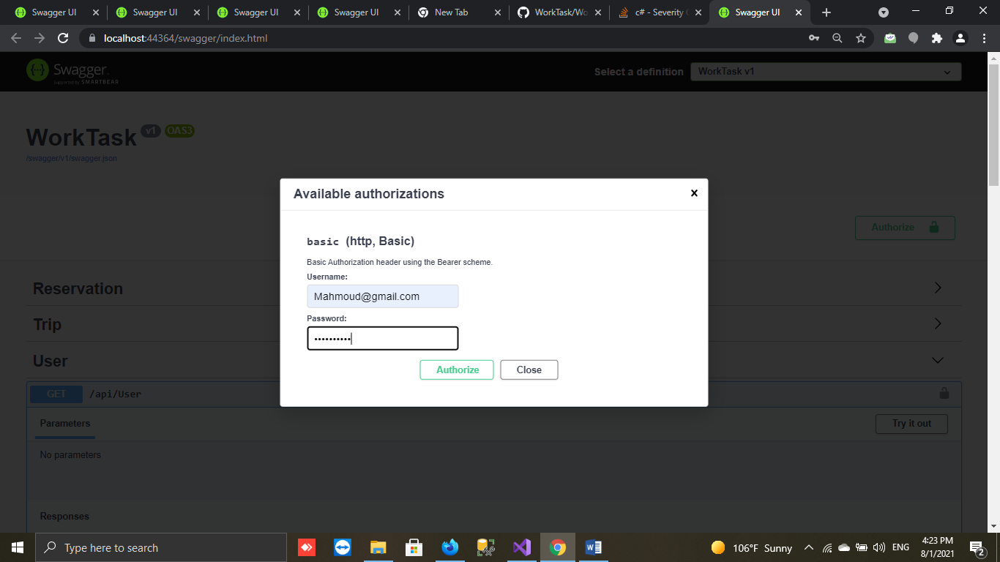 Swagger UI Swagger UI Swagger UI Swagger UI New Tab WorkTask/Wo c# - Severity Swagger UI
localhost:44364/swagger/index.html
Swagger
Supported by SMARTBEAR
Select a definition WorkTask v1
WorkTask v1 OAS3
/swagger/v1/swagger.json
Available authorizations
Authorize
basic (http, Basic)
Basic Authorization header using the Bearer scheme.
Username:
Mahmoud@gmail.com
Password:
••••••••••
Authorize Close
Reservation
Trip
User
GET /api/User
Parameters Try it out
No parameters
Responses
Type here to search
106°F Sunny ENG 4:23 PM
8/1/2021
2